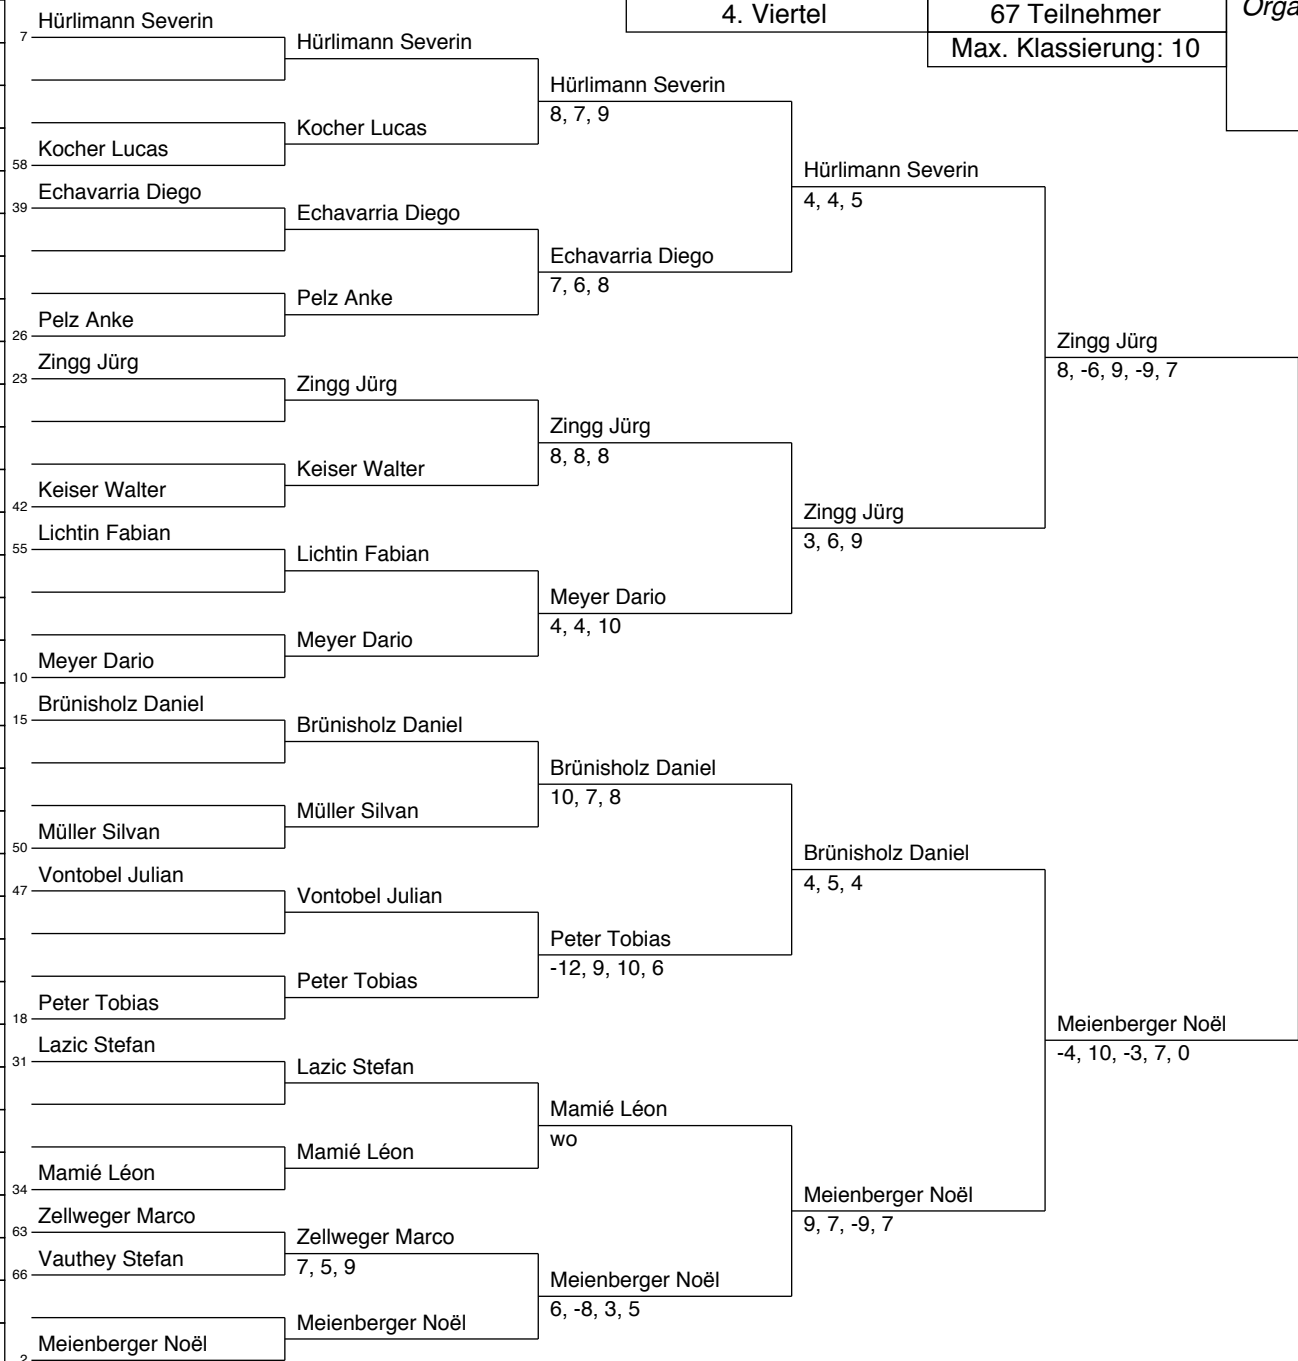 4. Viertel
67 Teilnehmer
Orga
Max. Klassierung: 10
Hürlimann Severin
7
Hürlimann Severin
Hürlimann Severin
8, 7, 9
Kocher Lucas
Kocher Lucas
58
Hürlimann Severin
4, 4, 5
Echavarria Diego
39
Echavarria Diego
Echavarria Diego
7, 6, 8
Pelz Anke
Pelz Anke
26
Zingg Jürg
8, -6, 9, -9, 7
Zingg Jürg
23
Zingg Jürg
Zingg Jürg
8, 8, 8
Keiser Walter
Keiser Walter
42
Zingg Jürg
3, 6, 9
Lichtin Fabian
55
Lichtin Fabian
Meyer Dario
4, 4, 10
Meyer Dario
Meyer Dario
10
Brünisholz Daniel
15
Brünisholz Daniel
Brünisholz Daniel
10, 7, 8
Müller Silvan
Müller Silvan
50
Brünisholz Daniel
4, 5, 4
Vontobel Julian
47
Vontobel Julian
Peter Tobias
-12, 9, 10, 6
Peter Tobias
Peter Tobias
18
Meienberger Noël
-4, 10, -3, 7, 0
Lazic Stefan
31
Lazic Stefan
Mamié Léon
wo
Mamié Léon
Mamié Léon
34
Meienberger Noël
9, 7, -9, 7
Zellweger Marco
63
Zellweger Marco
7, 5, 9
Vauthey Stefan
66
Meienberger Noël
6, -8, 3, 5
Meienberger Noël
Meienberger Noël
2